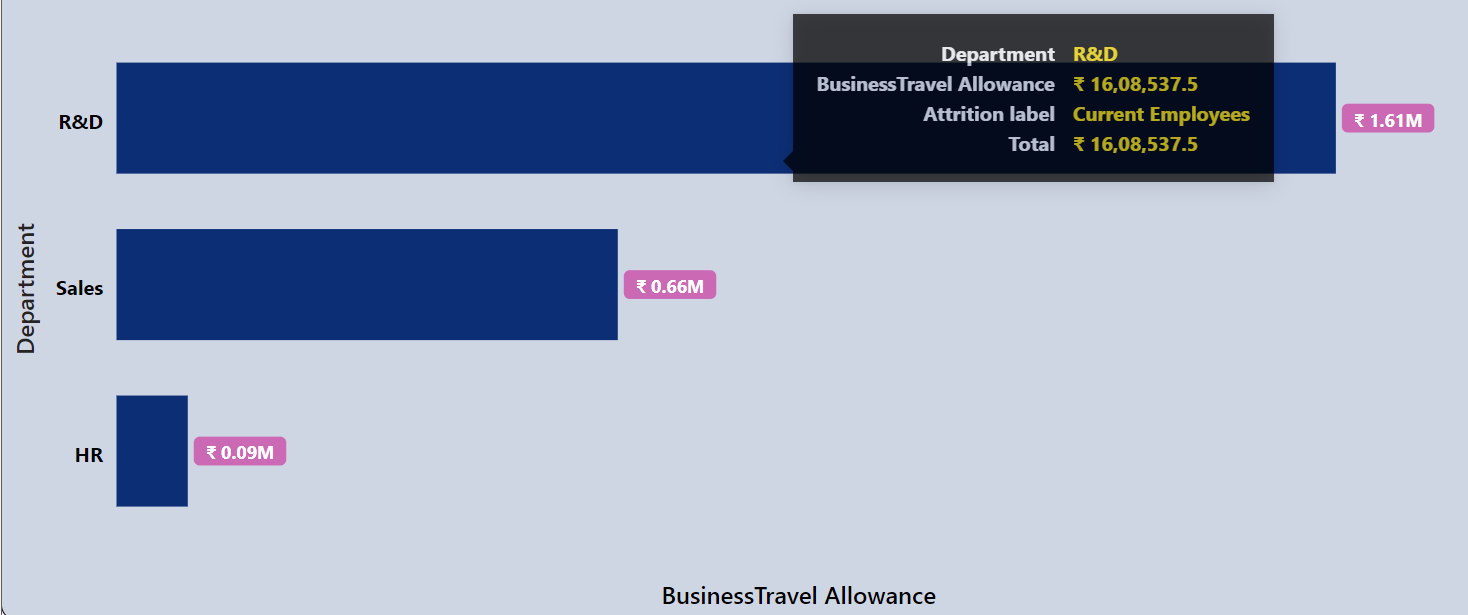 Department R&D
BusinessTravel Allowance ₹ 16,08,537.5
Attrition label Current Employees
Total ₹ 16,08,537.5
R&D
₹ 1.61M
Department
Sales
₹ 0.66M
HR
₹ 0.09M
BusinessTravel Allowance